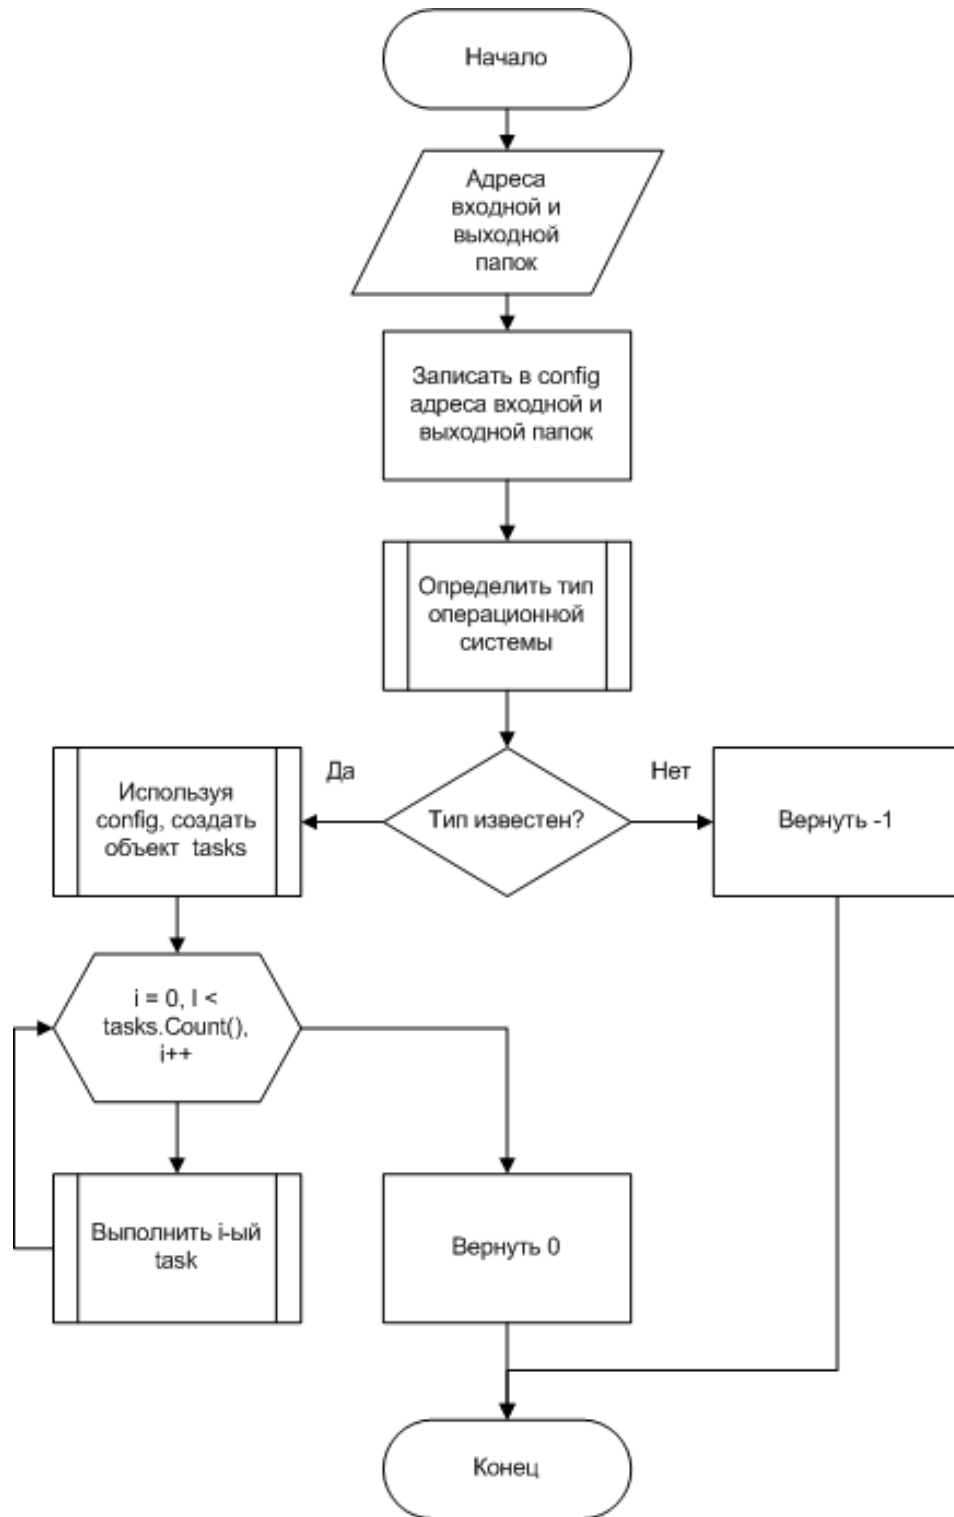 Начало
Адреса
входной и
выходной
папок
Записать в config
адреса входной и
выходной папок
Определить тип
операционной
системы
Да
Нет
Используя
config, создать
объект tasks
Тип известен?
Вернуть -1
i = 0, I <
tasks.Count(),
i++
Выполнить i-ый
task
Вернуть 0
Конец